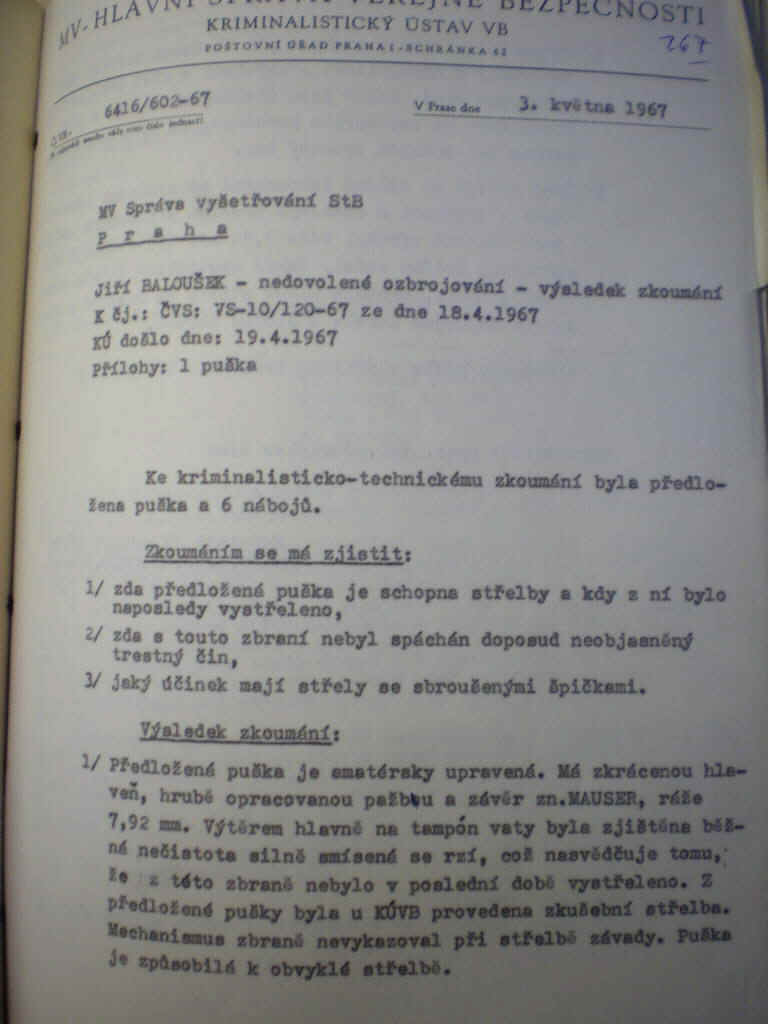 MV - HLAVNÍ SPRÁVA VEŘEJNÉ BEZPEČNOSTI
KRIMINALISTICKÝ ÚSTAV VB
POŠTOVNÍ ÚŘAD PRAHA 1 - SCHRÁNKA 62
267
6416/602-67
V Praze dne 3. května 1967
MV Správa vyšetřování StB
P r a h a
Jiří BALOUŠEK - nedovolené ozbrojování - výsledek zkoumání
K čj.: ČVS: VS-10/120-67 ze dne 18.4.1967
KÚ došlo dne: 19.4.1967
Přílohy: 1 puška
Ke kriminalisticko-technickému zkoumání byla předlo-
žena puška a 6 nábojů.
Zkoumáním se má zjistit:
1/ zda předložená puška je schopna střelby a kdy z ní bylo
naposledy vystřeleno,
2/ zda s touto zbraní nebyl spáchán doposud neobjasněný
trestný čin,
3/ jaký účinek mají střely se sbroušenými špičkami.
Výsledek zkoumání:
1/ Předložená puška je amatérsky upravená. Má zkrácenou hla-
veň, hrubě opracovanou pažbu a závěr zn.MAUSER, ráže
7,92 mm. Výtěrem hlavně na tampón vaty byla zjištěna běž-
ná nečistota silně smísená se rzí, což nasvědčuje tomu,
že z této zbraně nebylo v poslední době vystřeleno. Z
předložené pušky byla u KÚVB provedena zkušební střelba.
Mechanismus zbraně nevykazoval při střelbě závady. Puška
je způsobilá k obvyklé střelbě.